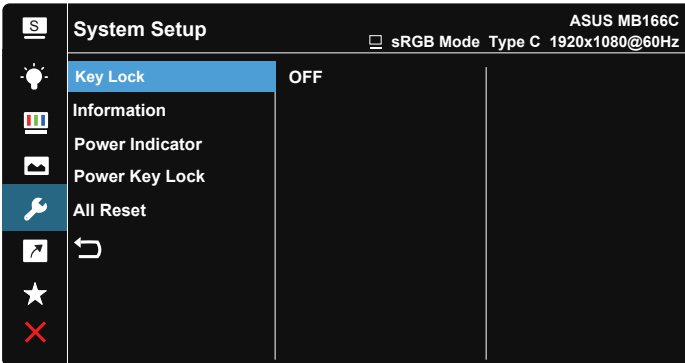 S
System Setup
ASUS MB166C
sRGB Mode Type C 1920x1080@60Hz
Key Lock
OFF
Information
Power Indicator
Power Key Lock
All Reset